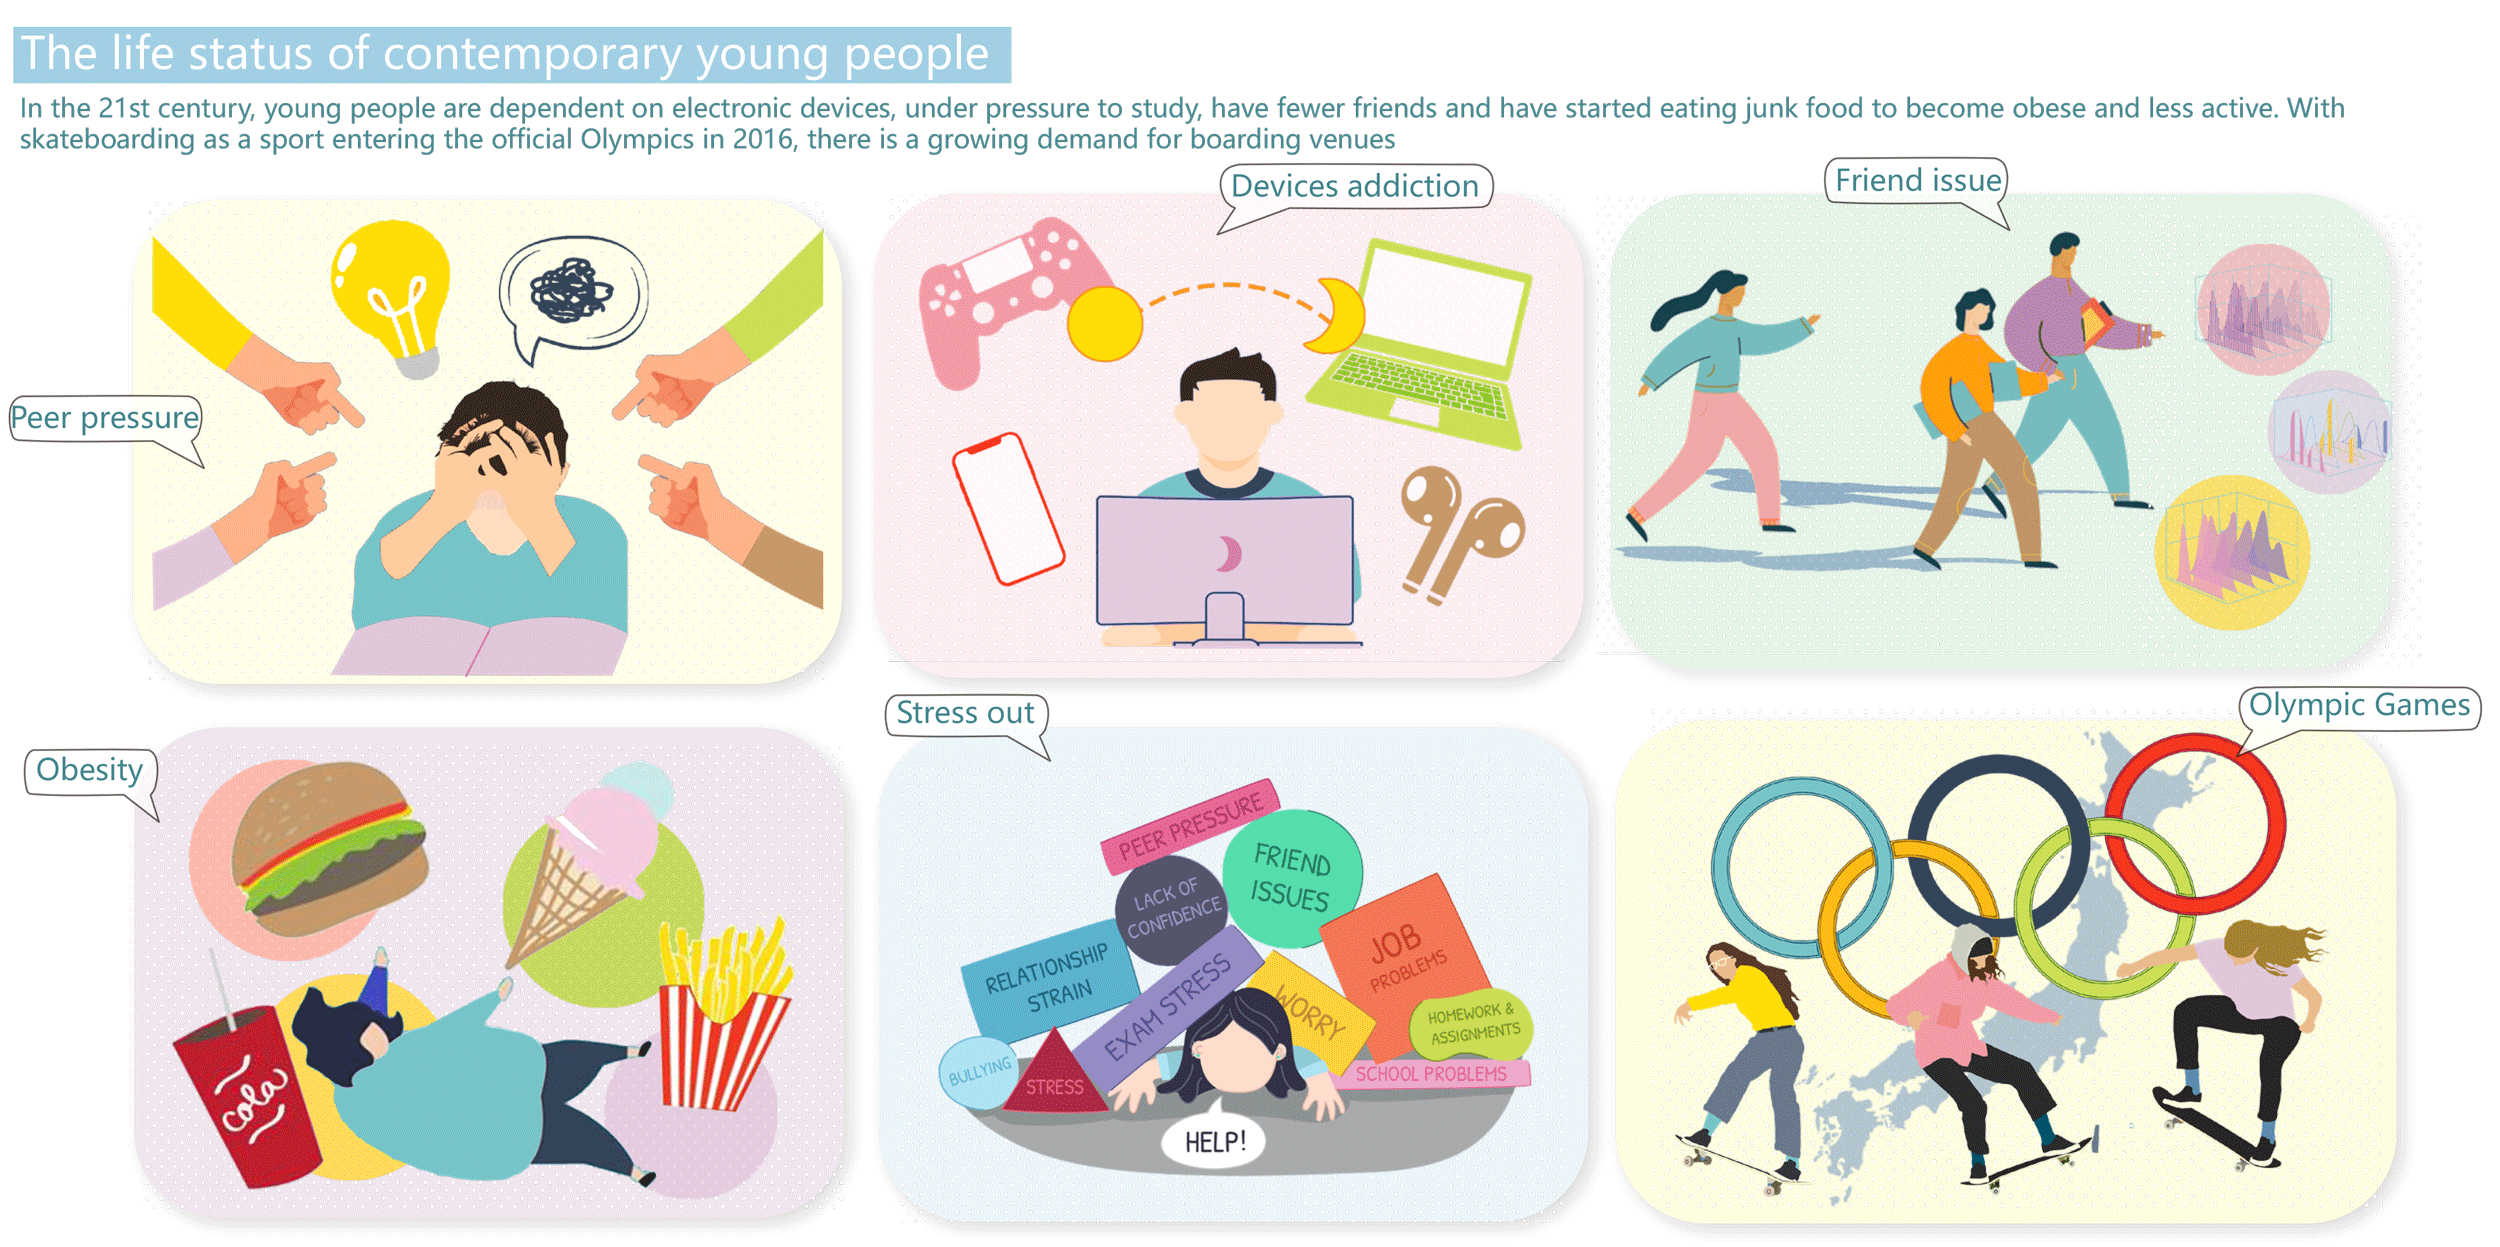 The life status of contemporary young people
In the 21st century, young people are dependent on electronic devices, under pressure to study, have fewer friends and have started eating junk food to become obese and less active. With
skateboarding as a sport entering the official Olympics in 2016, there is a growing demand for boarding venues
Peer pressure
Devices addiction
Friend issue
Obesity
cola
Stress out
PEER PRESSURE
FRIEND
ISSUES
LACK OF
CONFIDENCE
JOB
PROBLEMS
RELATIONSHIP
STRAIN
EXAM STRESS
WORRY
HOMEWORK &
ASSIGNMENTS
BULLYING
STRESS
SCHOOL PROBLEMS
HELP!
Olympic Games